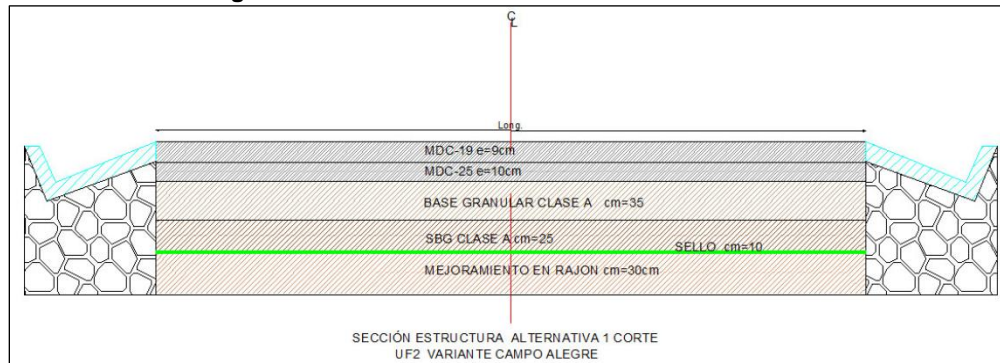 CL
Long.
MDC-19 e=9cm
MDC-25 e=10cm
BASE GRANULAR CLASE A cm=35
SBG CLASE A cm=25
SELLO cm=10
MEJORAMIENTO EN RAJON cm=30cm
SECCIÓN ESTRUCTURA ALTERNATIVA 1 CORTE
UF2 VARIANTE CAMPO ALEGRE